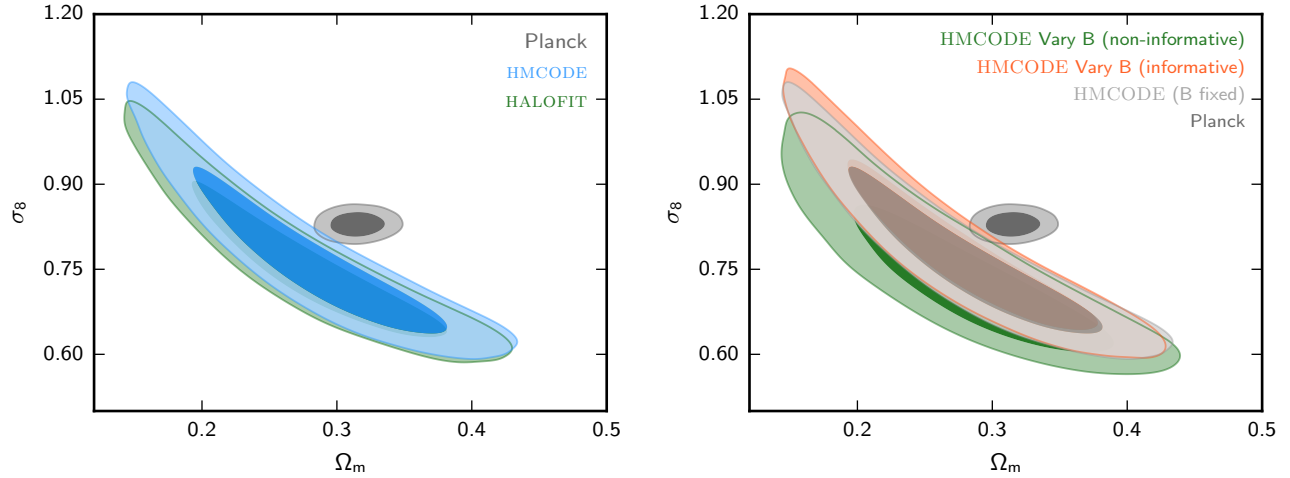 1.20
1.05
0.90
0.75
0.60
σ8
0.2
0.3
0.4
0.5
Ωm
Planck
HMCODE
HALOFIT
1.20
1.05
0.90
0.75
0.60
σ8
0.2
0.3
0.4
0.5
Ωm
HMCODE Vary B (non-informative)
HMCODE Vary B (informative)
HMCODE (B fixed)
Planck